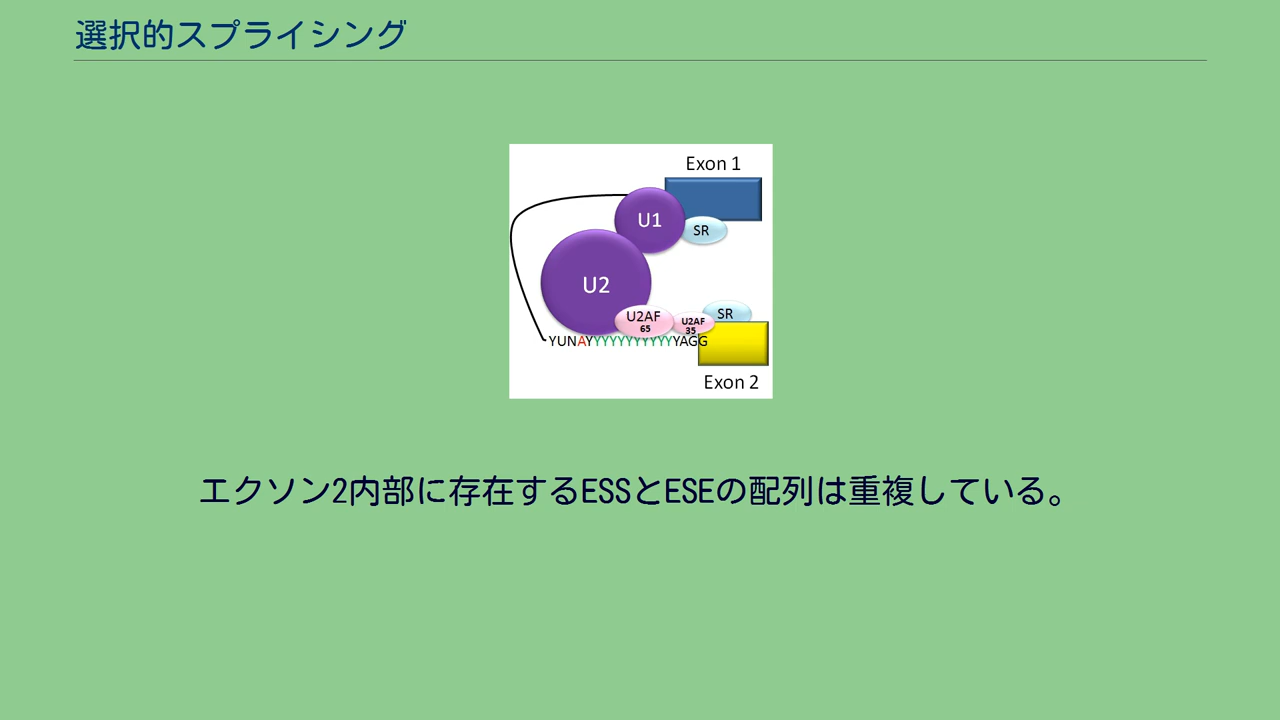 選択的スプライシング
Exon 1
U1
SR
U2
SR
U2AF
65
U2AF
35
YUNAYYYYYYYYYYYAGG
Exon 2
エクソン2内部に存在するESSとESEの配列は重複している。